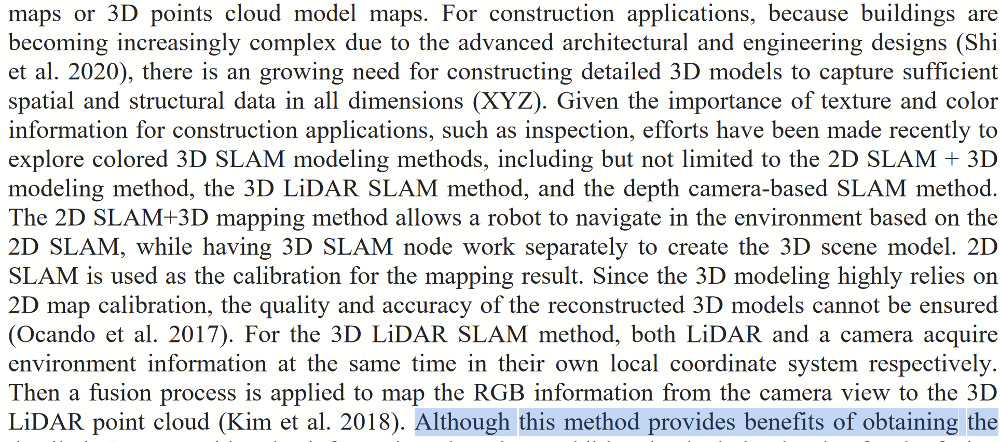 maps or 3D points cloud model maps. For construction applications, because buildings are
becoming increasingly complex due to the advanced architectural and engineering designs (Shi
et al. 2020), there is an growing need for constructing detailed 3D models to capture sufficient
spatial and structural data in all dimensions (XYZ). Given the importance of texture and color
information for construction applications, such as inspection, efforts have been made recently to
explore colored 3D SLAM modeling methods, including but not limited to the 2D SLAM + 3D
modeling method, the 3D LiDAR SLAM method, and the depth camera-based SLAM method.
The 2D SLAM+3D mapping method allows a robot to navigate in the environment based on the
2D SLAM, while having 3D SLAM node work separately to create the 3D scene model. 2D
SLAM is used as the calibration for the mapping result. Since the 3D modeling highly relies on
2D map calibration, the quality and accuracy of the reconstructed 3D models cannot be ensured
(Ocando et al. 2017). For the 3D LiDAR SLAM method, both LiDAR and a camera acquire
environment information at the same time in their own local coordinate system respectively.
Then a fusion process is applied to map the RGB information from the camera view to the 3D
LiDAR point cloud (Kim et al. 2018). Although this method provides benefits of obtaining the